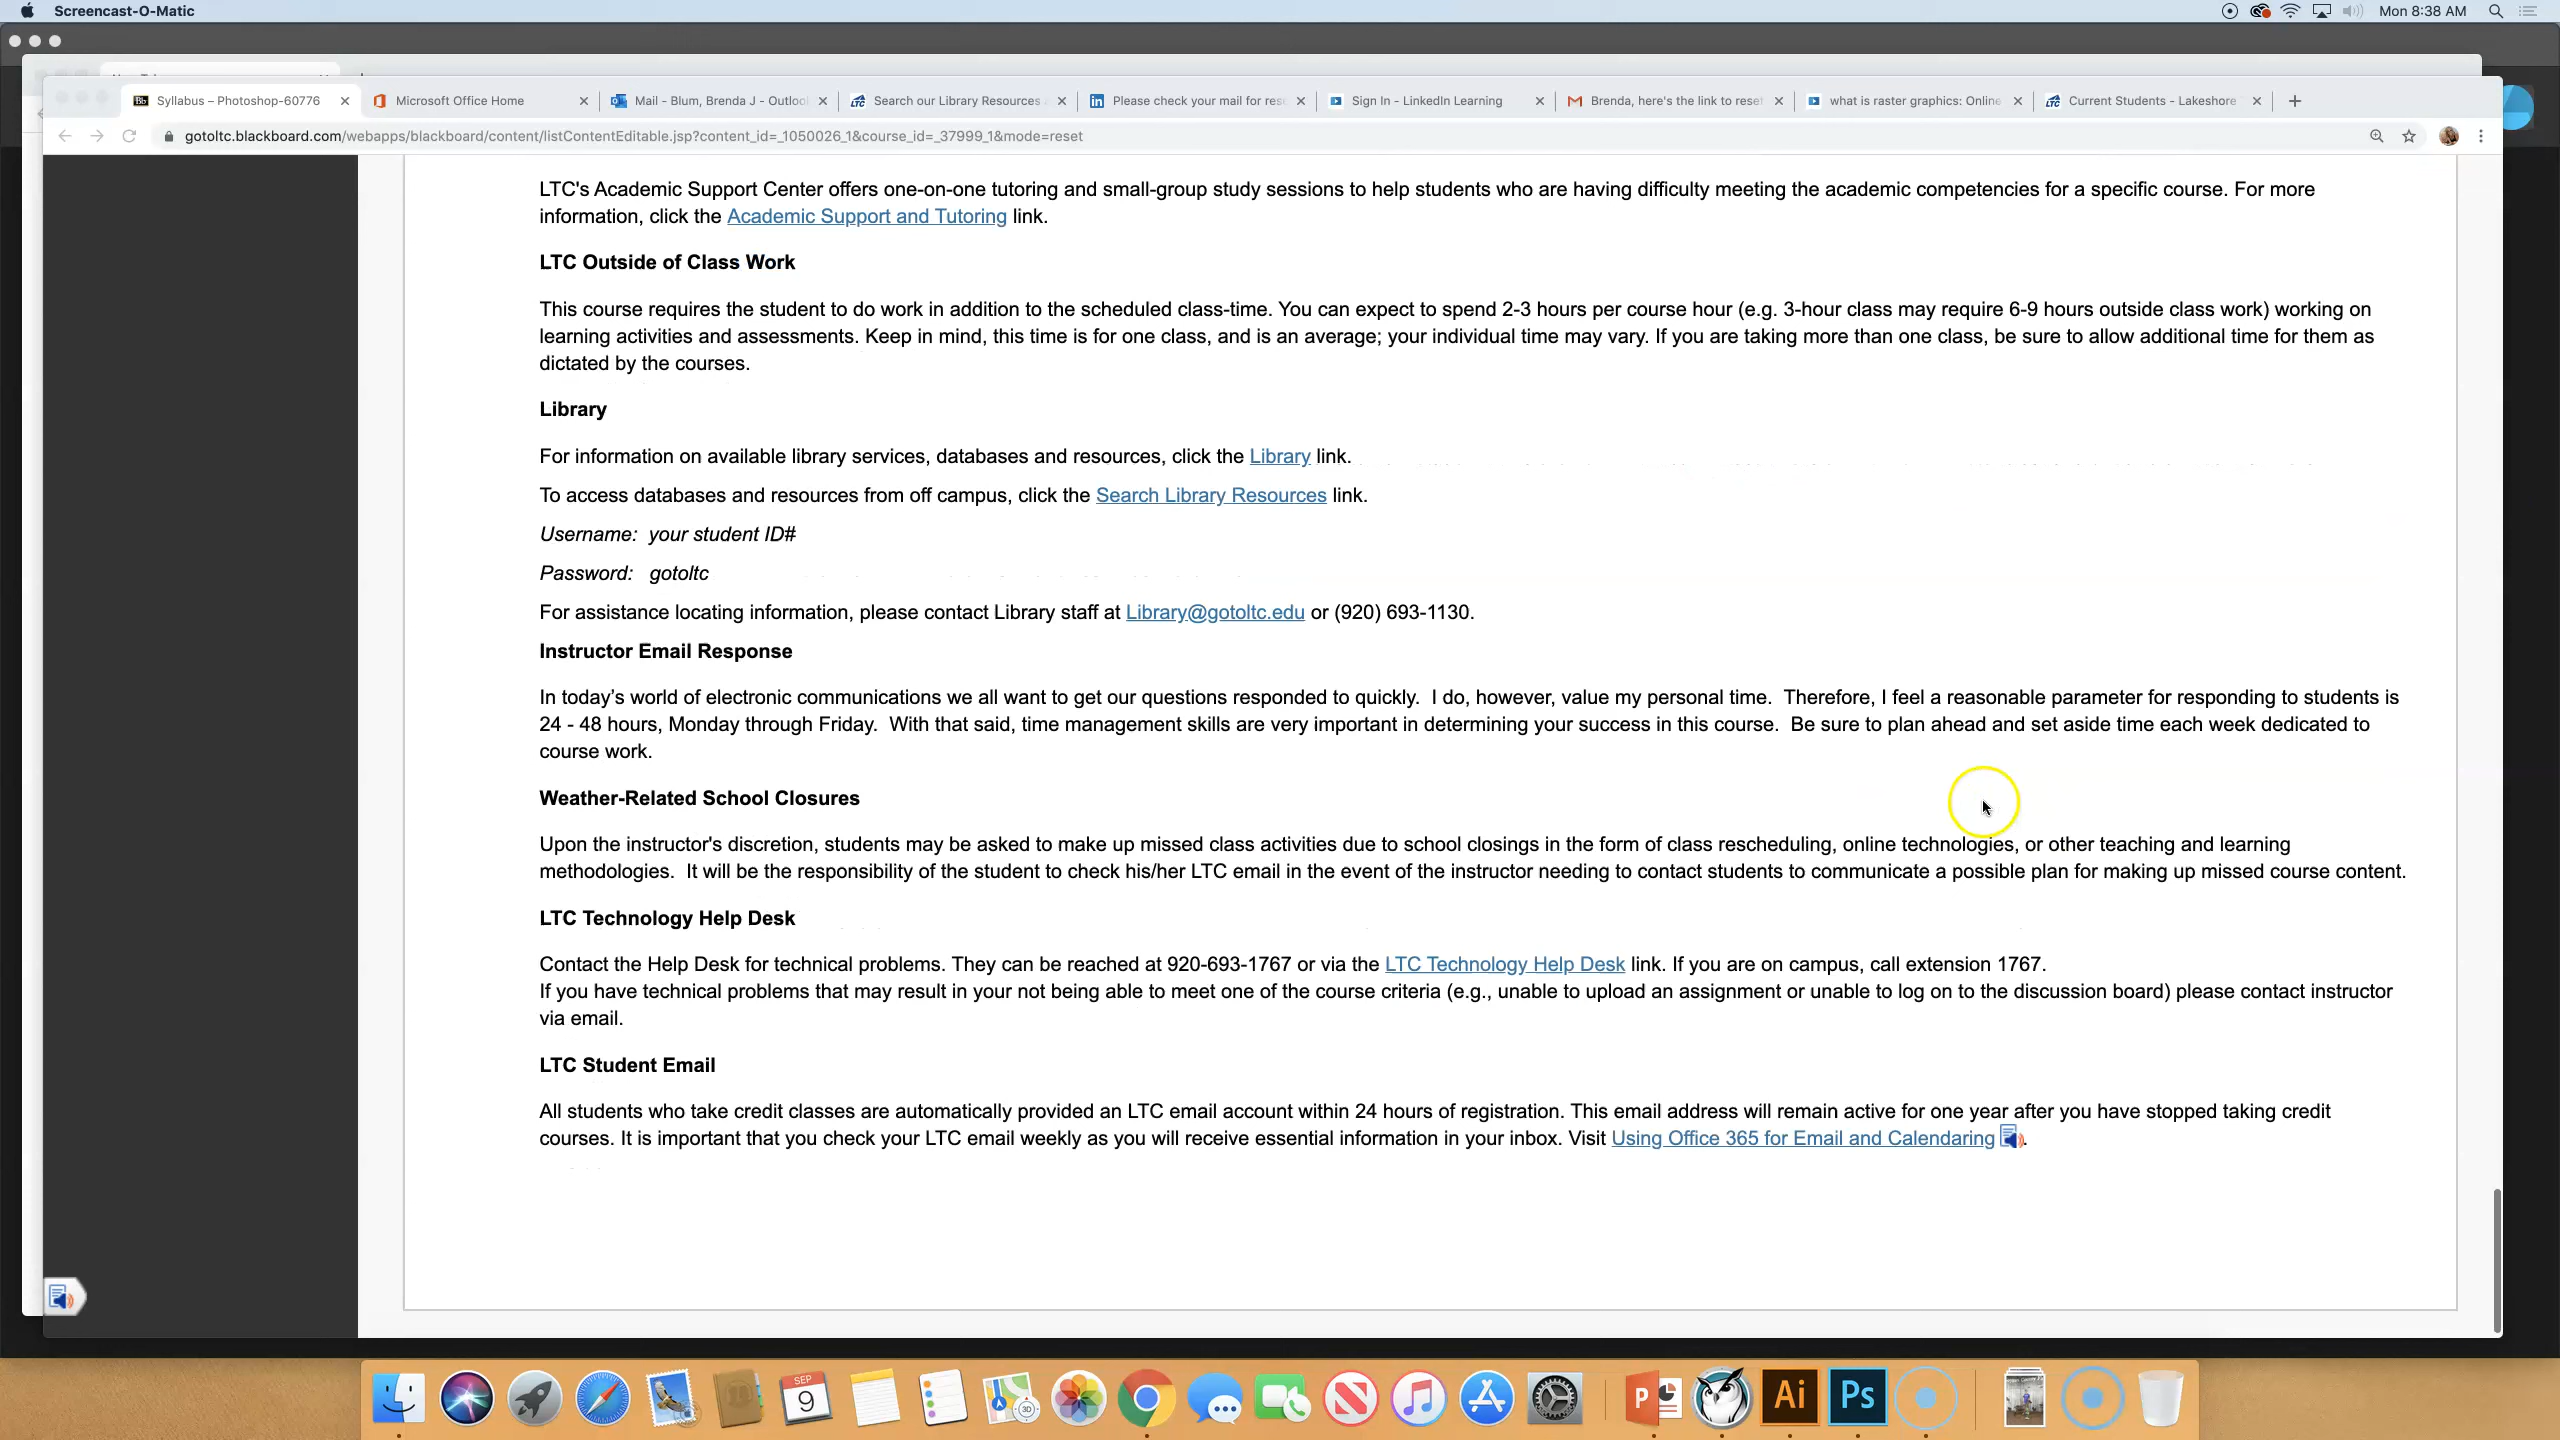 Screencast-O-Matic
Mon 8:38 AM
Syllabus – Photoshop-60776
Microsoft Office Home
Mail - Blum, Brenda J - Outloo
Search our Library Resources
Please check your mail for res
Sign In - LinkedIn Learning
Brenda, here's the link to reset
what is raster graphics: Online
Current Students - Lakeshore
gotoltc.blackboard.com/webapps/blackboard/content/listContentEditable.jsp?content_id=_1050026_1&course_id=_37999_1&mode=reset
LTC's Academic Support Center offers one-on-one tutoring and small-group study sessions to help students who are having difficulty meeting the academic competencies for a specific course. For more
information, click the Academic Support and Tutoring link.
LTC Outside of Class Work
This course requires the student to do work in addition to the scheduled class-time. You can expect to spend 2-3 hours per course hour (e.g. 3-hour class may require 6-9 hours outside class work) working on
learning activities and assessments. Keep in mind, this time is for one class, and is an average; your individual time may vary. If you are taking more than one class, be sure to allow additional time for them as
dictated by the courses.
Library
For information on available library services, databases and resources, click the Library link.
To access databases and resources from off campus, click the Search Library Resources link.
Username: your student ID#
Password: gotoltc
For assistance locating information, please contact Library staff at Library@gotoltc.edu or (920) 693-1130.
Instructor Email Response
In today’s world of electronic communications we all want to get our questions responded to quickly. I do, however, value my personal time. Therefore, I feel a reasonable parameter for responding to students is
24 - 48 hours, Monday through Friday. With that said, time management skills are very important in determining your success in this course. Be sure to plan ahead and set aside time each week dedicated to
course work.
Weather-Related School Closures
Upon the instructor's discretion, students may be asked to make up missed class activities due to school closings in the form of class rescheduling, online technologies, or other teaching and learning
methodologies. It will be the responsibility of the student to check his/her LTC email in the event of the instructor needing to contact students to communicate a possible plan for making up missed course content.
LTC Technology Help Desk
Contact the Help Desk for technical problems. They can be reached at 920-693-1767 or via the LTC Technology Help Desk link. If you are on campus, call extension 1767.
If you have technical problems that may result in your not being able to meet one of the course criteria (e.g., unable to upload an assignment or unable to log on to the discussion board) please contact instructor
via email.
LTC Student Email
All students who take credit classes are automatically provided an LTC email account within 24 hours of registration. This email address will remain active for one year after you have stopped taking credit
courses. It is important that you check your LTC email weekly as you will receive essential information in your inbox. Visit Using Office 365 for Email and Calendaring.
SEP
9
3D
P
Ai
Ps